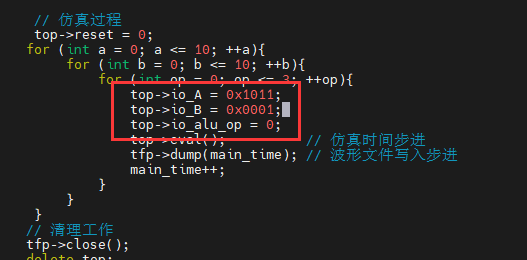 // 仿真过程
top->reset = 0;
for (int a = 0; a <= 10; ++a){
for (int b = 0; b <= 10; ++b){
for (int op = 0; op <= 3; ++op){
top->io_A = 0x1011;
top->io_B = 0x0001;
top->io_alu_op = 0;
top->eval(); // 仿真时间步进
tfp->dump(main_time); // 波形文件写入步进
main_time++;
}
}
}
// 清理工作
tfp->close();
delete top;